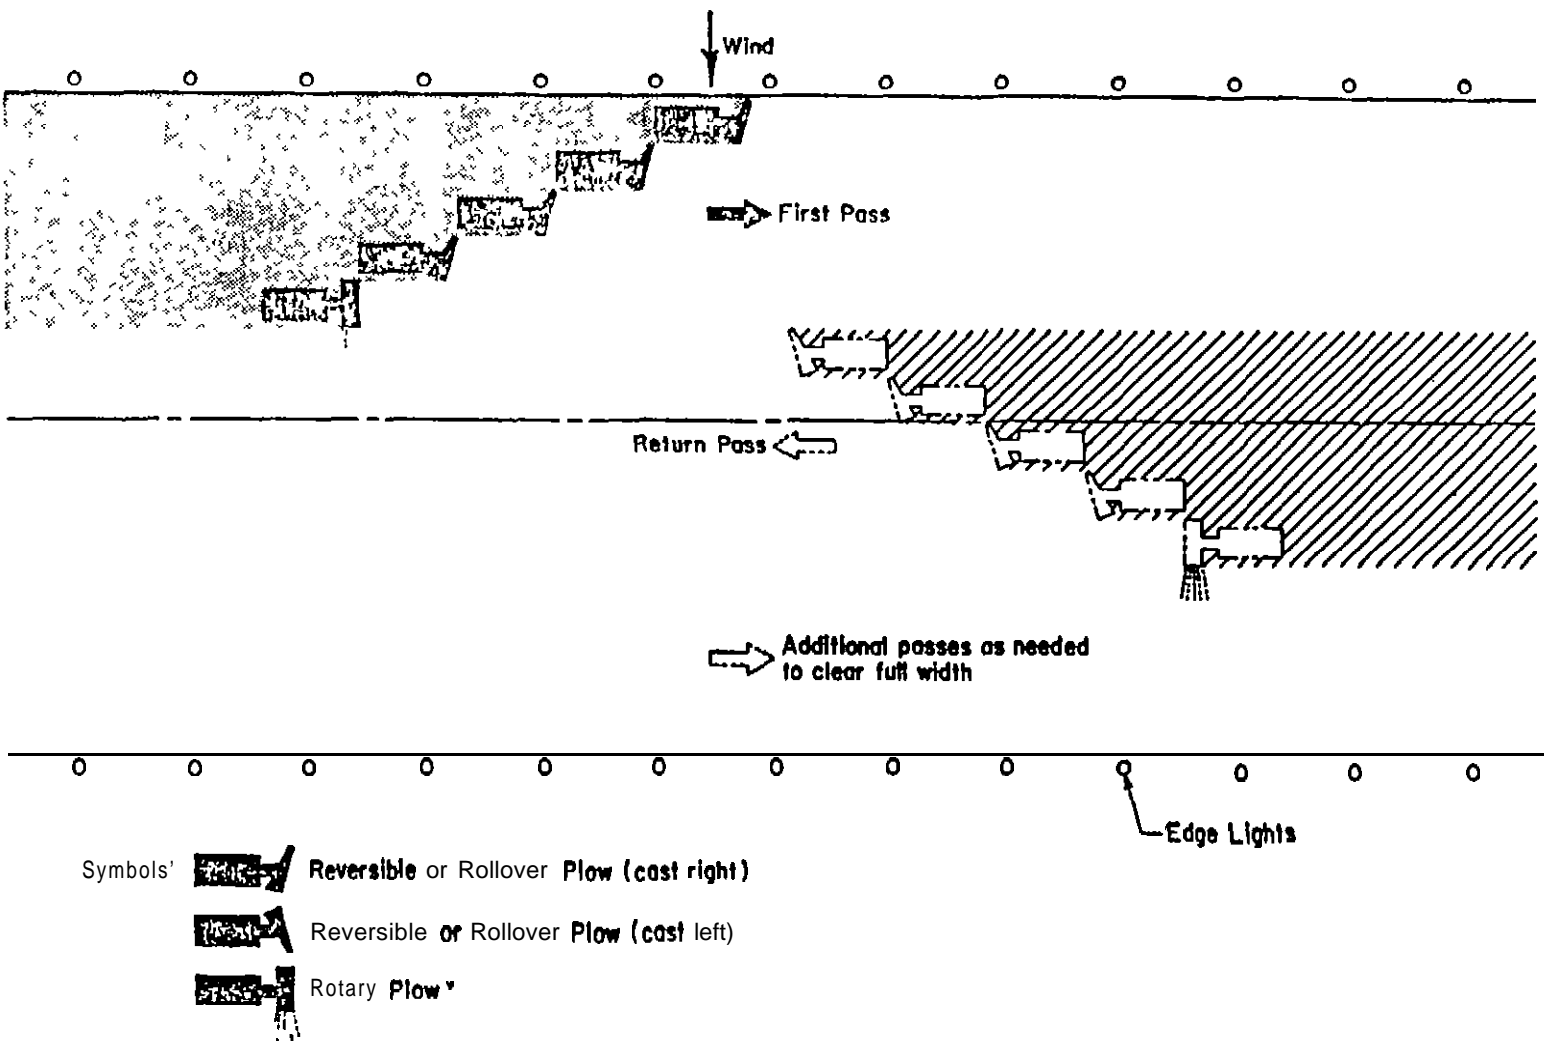 Wind
First Pass
Return Pass
Additional passes as needed
to clear full width
Edge Lights
Symbols'
Reversible or Rollover Plow (cast right)
Reversible or Rollover Plow (cast left)
Rotary Plow